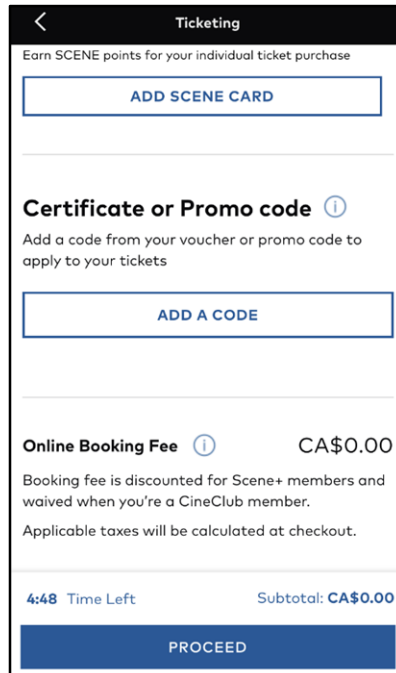 Ticketing
Earn SCENE points for your individual ticket purchase
ADD SCENE CARD
Certificate or Promo code
Add a code from your voucher or promo code to
apply to your tickets
ADD A CODE
Online Booking Fee CA$0.00
Booking fee is discounted for Scene+ members and
waived when you're a CineClub member.
Applicable taxes will be calculated at checkout.
4:48 Time Left Subtotal: CA$0.00
PROCEED